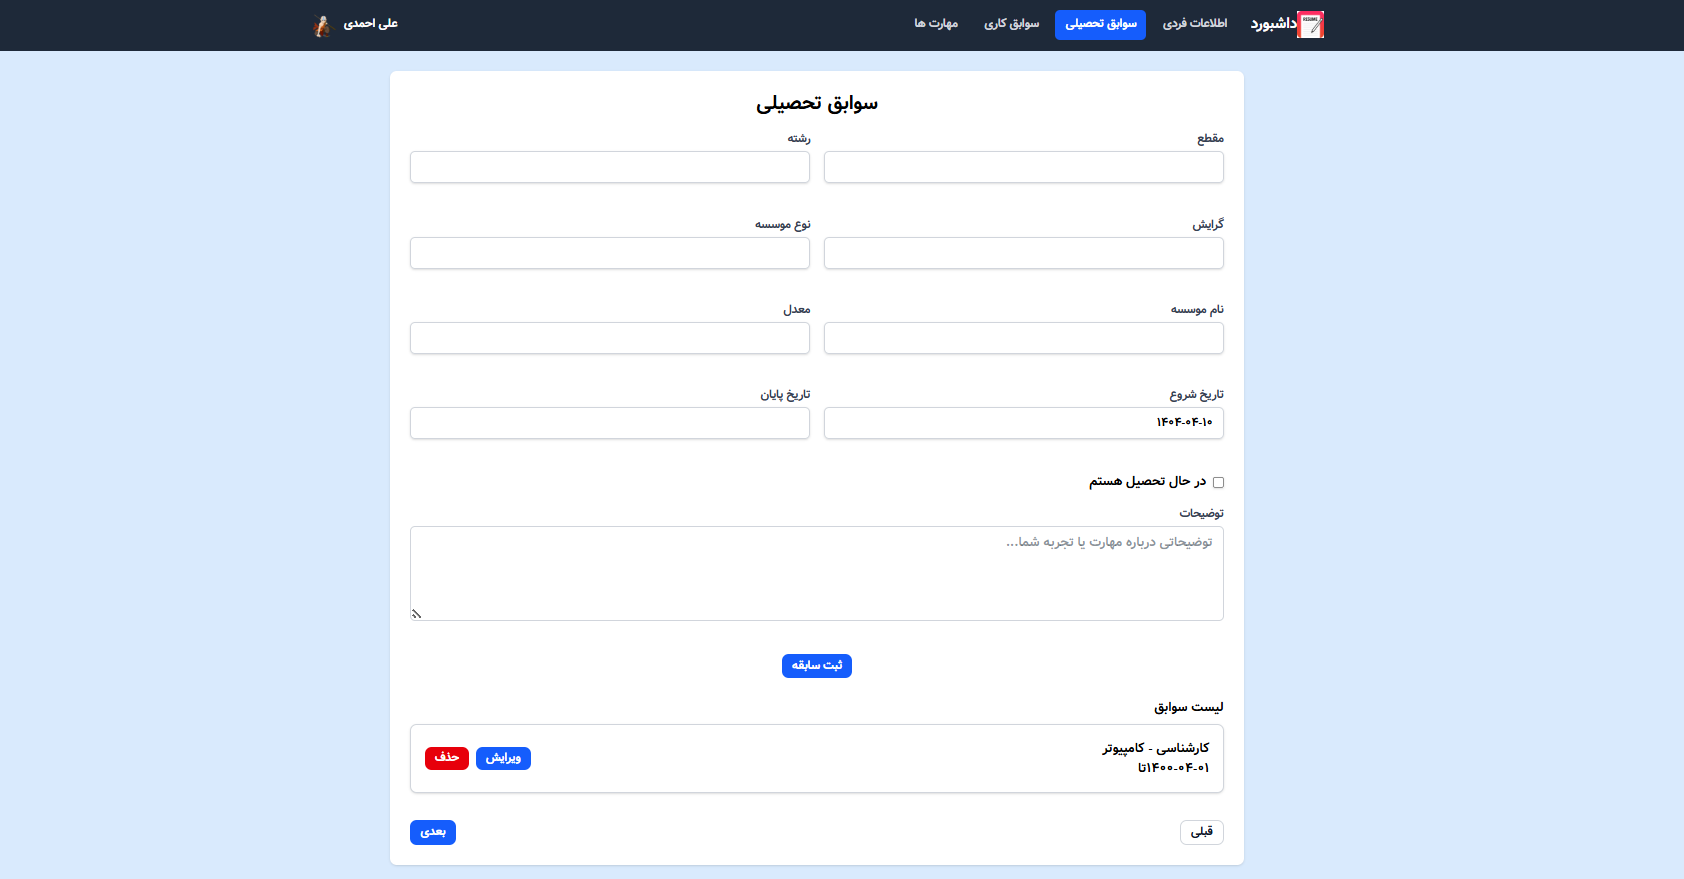 RESUME
داشبورد
اطلاعات فردی
سوابق تحصیلی
سوابق کاری
مهارت ها
علی احمدی
سوابق تحصیلی
مقطع
رشته
گرایش
نوع موسسه
نام موسسه
معدل
تاریخ شروع
تاریخ پایان
۱۴۰۴-۰۴-۱۰
در حال تحصیل هستم
توضیحات
توضیحاتی درباره مهارت یا تجربه شما...
ثبت سابقه
لیست سوابق
کارشناسی - کامپیوتر
۱۴۰۰-۰۴-۰۱تا
ویرایش
حذف
قبلی
بعدی